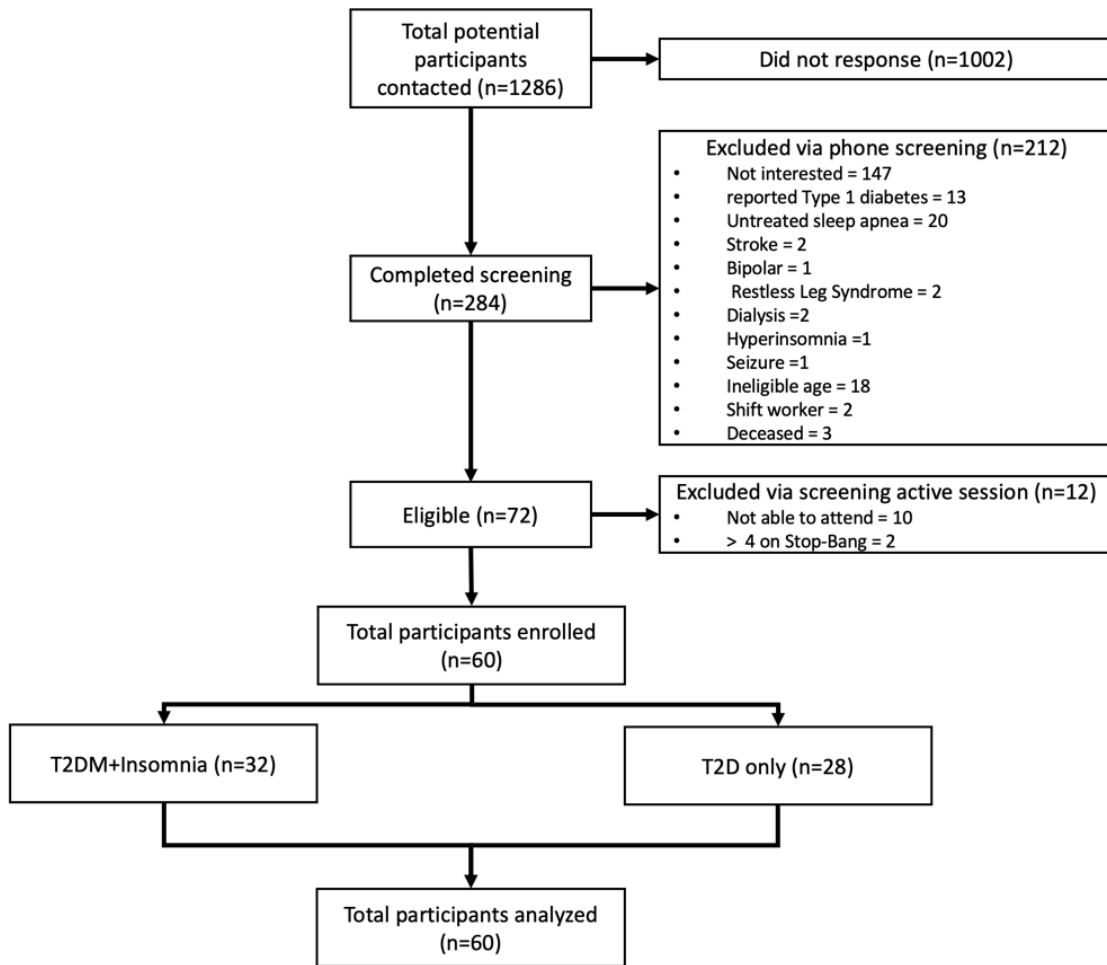 Total potential
participants
contacted (n=1286)
Did not response (n=1002)
Excluded via phone screening (n=212)
• Not interested = 147
• reported Type 1 diabetes = 13
• Untreated sleep apnea = 20
• Stroke = 2
• Bipolar = 1
• Restless Leg Syndrome = 2
• Dialysis =2
• Hyperinsomnia =1
• Seizure =1
• Ineligible age = 18
• Shift worker = 2
• Deceased = 3
Completed screening
(n=284)
Eligible (n=72)
Excluded via screening active session (n=12)
• Not able to attend = 10
• > 4 on Stop-Bang = 2
Total participants enrolled
(n=60)
T2DM+Insomnia (n=32)
T2D only (n=28)
Total participants analyzed
(n=60)